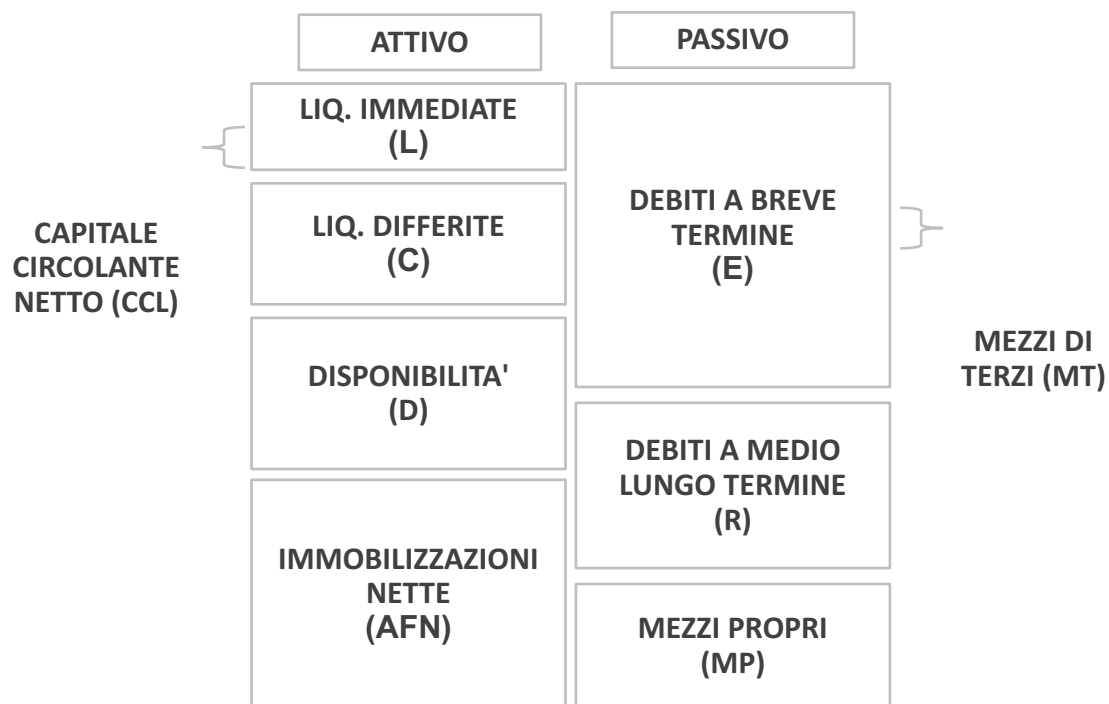 ATTIVO
PASSIVO
LIQ. IMMEDIATE
(L)
LIQ. DIFFERITE
(C)
DISPONIBILITA'
(D)
IMMOBILIZZAZIONI
NETTE
(AFN)
DEBITI A BREVE
TERMINE
(E)
DEBITI A MEDIO
LUNGO TERMINE
(R)
MEZZI PROPRI
(MP)
CAPITALE
CIRCOLANTE
NETTO (CCL)
MEZZI DI
TERZI (MT)